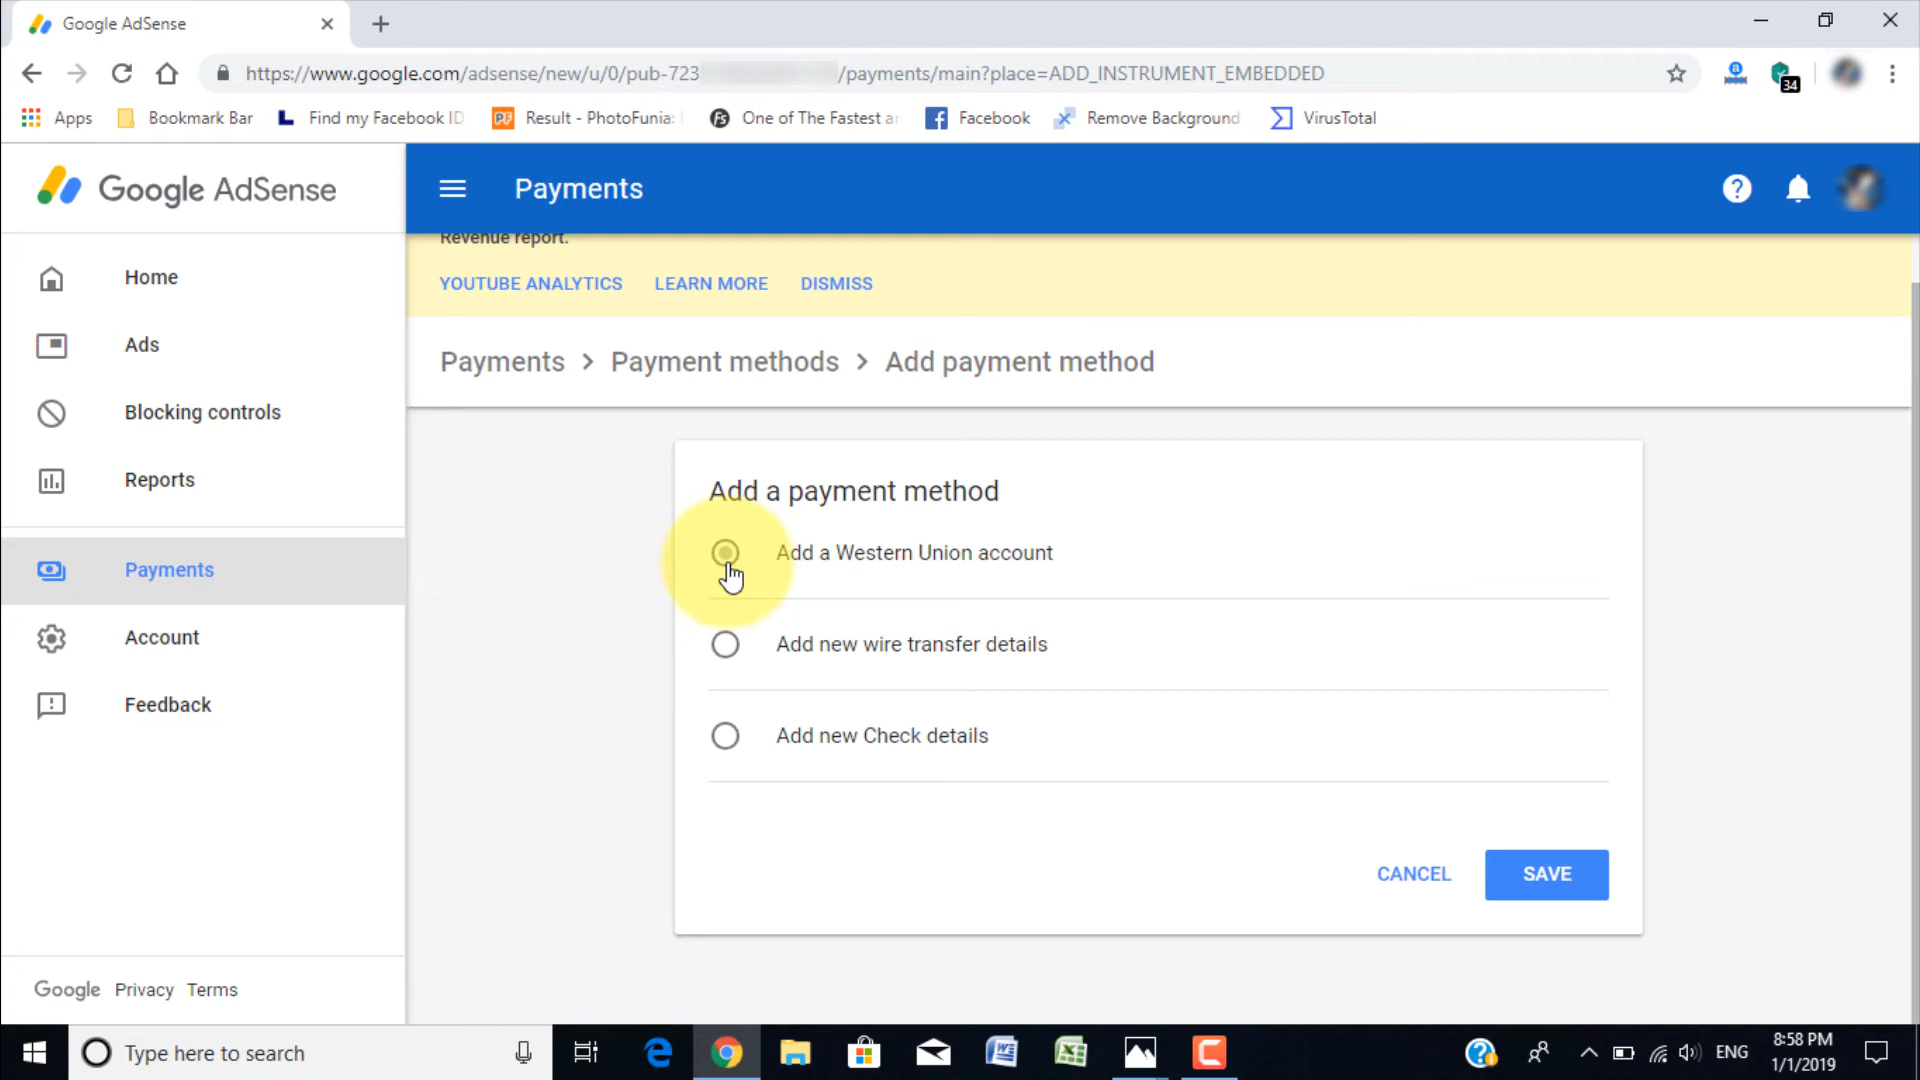 Google AdSense
https://www.google.com/adsense/new/u/0/pub-723 /payments/main?place=ADD_INSTRUMENT_EMBEDDED
34
Apps Bookmark Bar Find my Facebook ID Result - PhotoFunia: One of The Fastest Facebook Remove Background VirusTotal
Google AdSense
Payments
Revenue report.
YOUTUBE ANALYTICS LEARN MORE DISMISS
Payments > Payment methods > Add payment method
Home
Ads
Blocking controls
Reports
Payments
Account
Feedback
Add a payment method
Add a Western Union account
Add new wire transfer details
Add new Check details
CANCEL SAVE
Google Privacy Terms
Type here to search
ENG
8:58 PM
1/1/2019